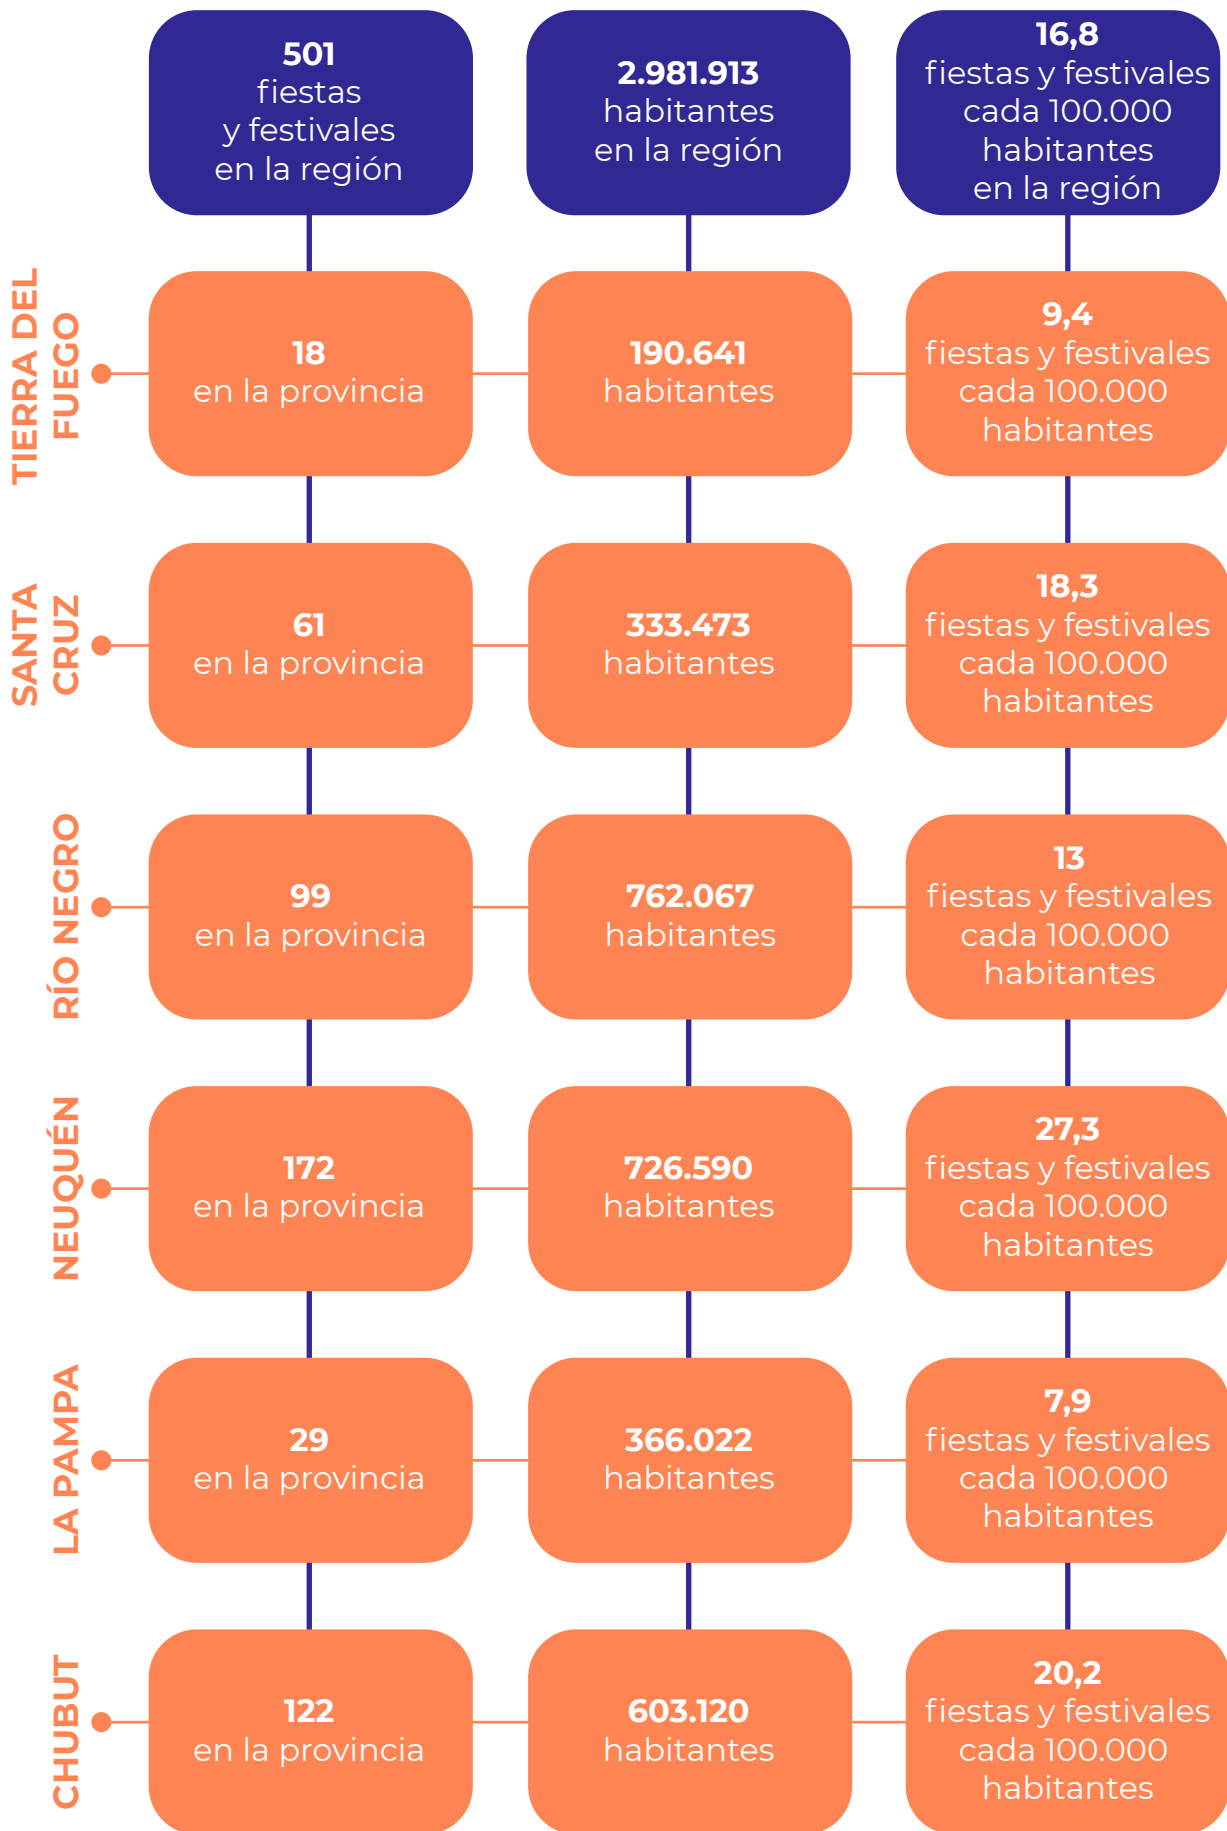 501
fiestas
y festivales
en la región
2.981.913
habitantes
en la región
16,8
fiestas y festivales
cada 100.000
habitantes
en la región
TIERRA DEL
FUEGO
18
en la provincia
190.641
habitantes
9,4
fiestas y festivales
cada 100.000
habitantes
SANTA
CRUZ
61
en la provincia
333.473
habitantes
18,3
fiestas y festivales
cada 100.000
habitantes
RÍO NEGRO
99
en la provincia
762.067
habitantes
13
fiestas y festivales
cada 100.000
habitantes
NEUQUÉN
172
en la provincia
726.590
habitantes
27,3
fiestas y festivales
cada 100.000
habitantes
LA PAMPA
29
en la provincia
366.022
habitantes
7,9
fiestas y festivales
cada 100.000
habitantes
CHUBUT
122
en la provincia
603.120
habitantes
20,2
fiestas y festivales
cada 100.000
habitantes